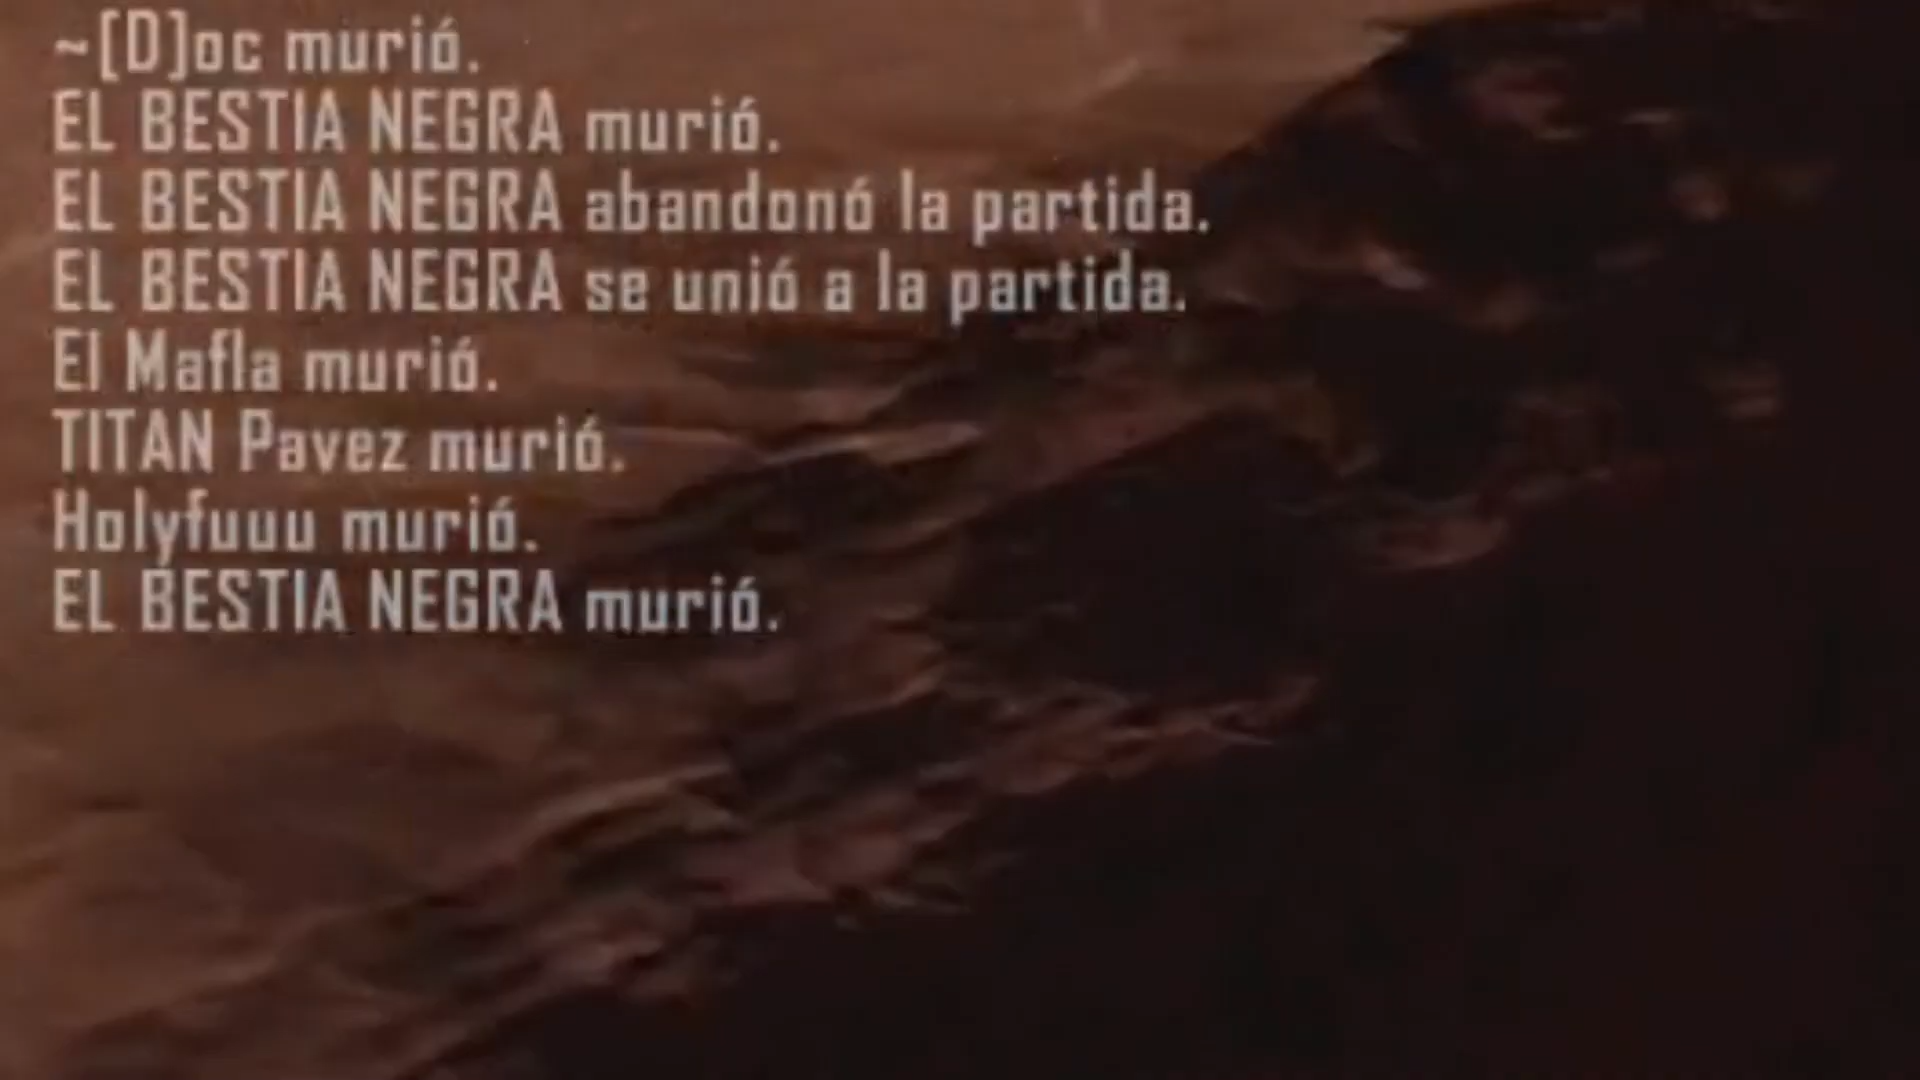 ~[D]oc murió.
EL BESTIA NEGRA murió.
EL BESTIA NEGRA abandonó la partida.
EL BESTIA NEGRA se unió a la partida.
El Mafla murió.
TITAN Pavez murió.
Holyfuuu murió.
EL BESTIA NEGRA murió.